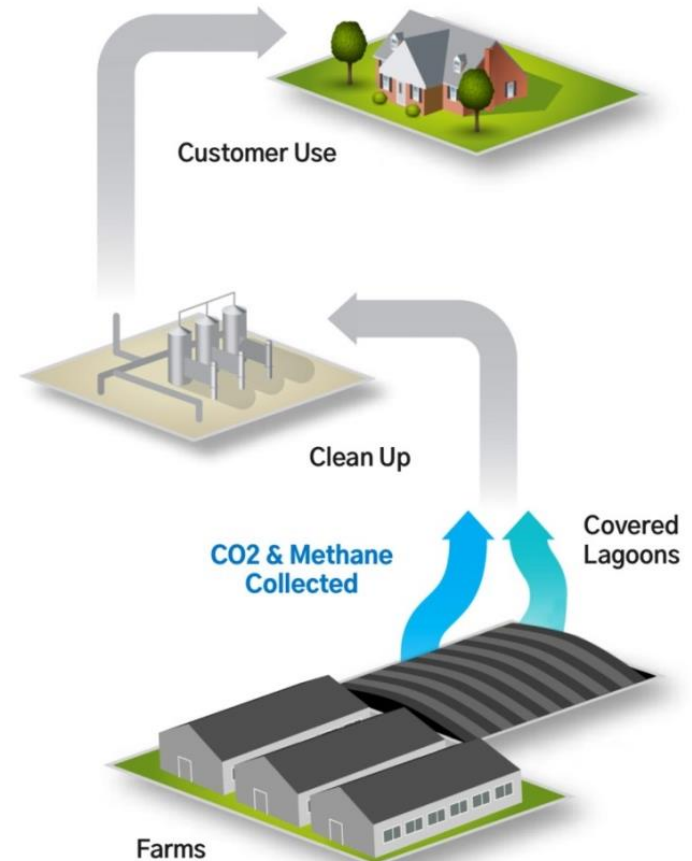 Customer Use
Clean Up
CO2 & Methane
Collected
Covered
Lagoons
Farms